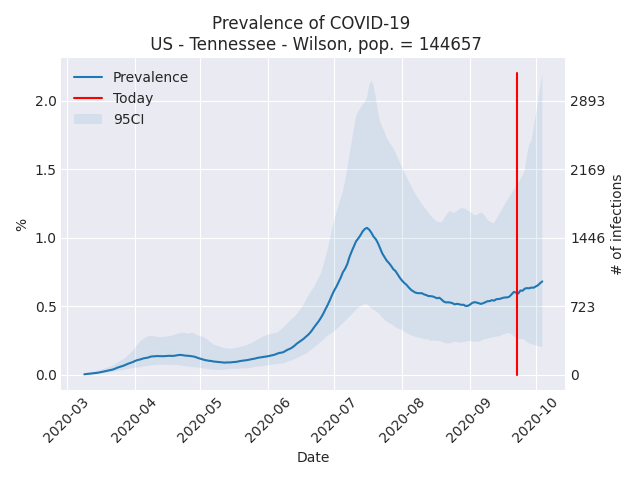 Prevalence of COVID-19
US - Tennessee - Wilson, pop. = 144657
Prevalence
Today
95CI
2.0
1.5
1.0
0.5
0.0
%
2893
2169
1446
723
0
# of infections
2020-03
2020-04
2020-05
2020-06
2020-07
2020-08
2020-09
2020-10
Date